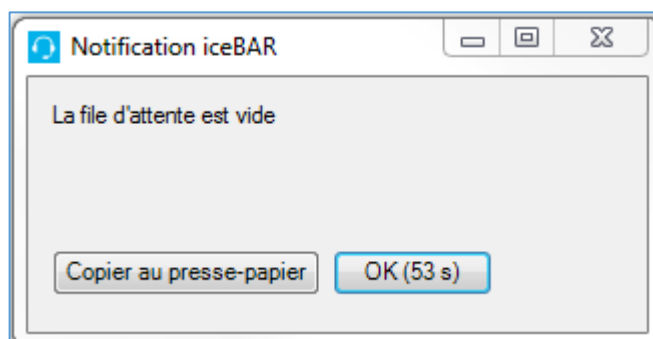 Notification iceBAR
La file d'attente est vide
Copier au presse-papier
OK (53 s)